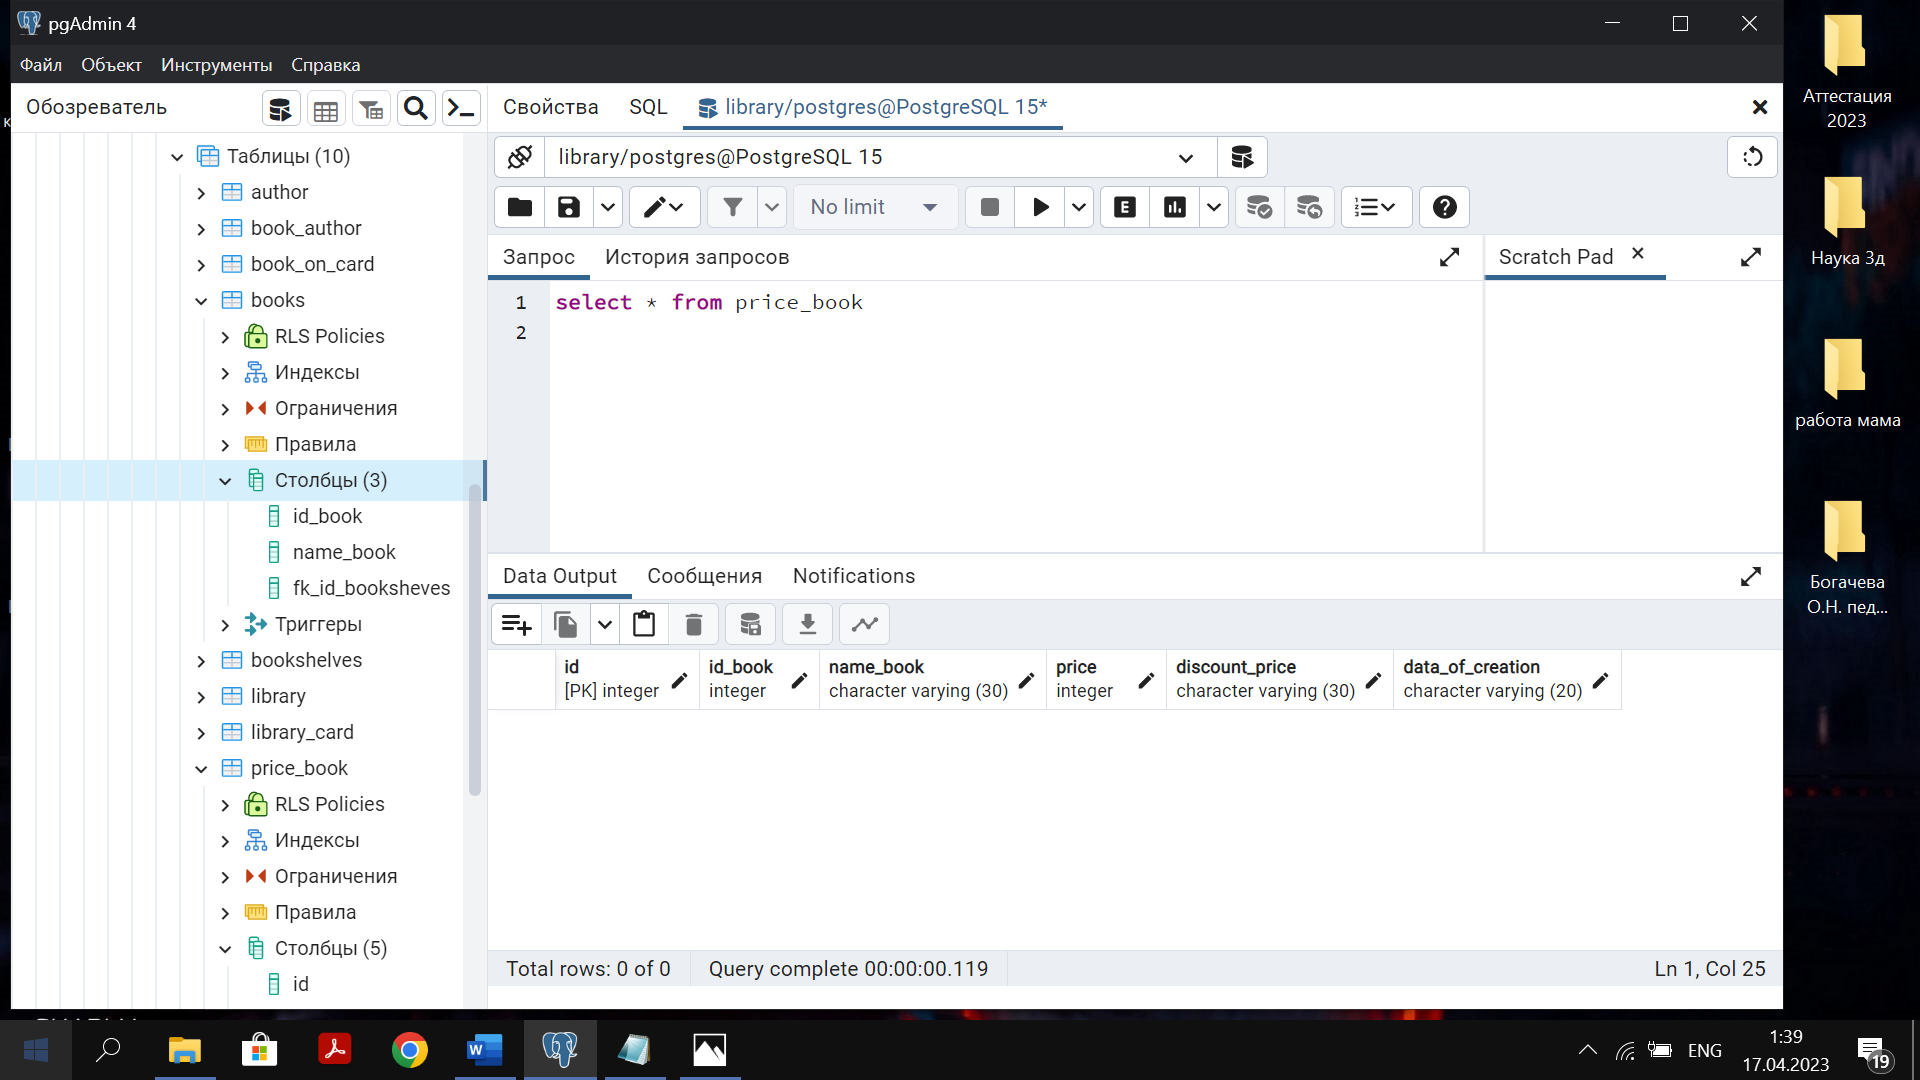 pgAdmin 4
Файл Объект Инструменты Справка
Обозреватель
Таблицы (10)
author
book_author
book_on_card
books
RLS Policies
Индексы
Ограничения
Правила
Столбцы (3)
id_book
name_book
fk_id_booksheves
Триггеры
bookshelves
library
library_card
price_book
RLS Policies
Индексы
Ограничения
Правила
Столбцы (5)
id
Свойства SQL library/postgres@PostgreSQL 15*
library/postgres@PostgreSQL 15
No limit
E
Запрос История запросов
Scratch Pad
1 select * from price_book
2
Data Output Сообщения Notifications
id id_book name_book price discount_price data_of_creation
[PK] integer integer character varying (30) integer character varying (30) character varying (20)
Total rows: 0 of 0 Query complete 00:00:00.119 Ln 1, Col 25
Аттестация
2023
Наука 3д
работа мама
Богачева
О.Н. пед...
W
ENG
1:39
17.04.2023
19